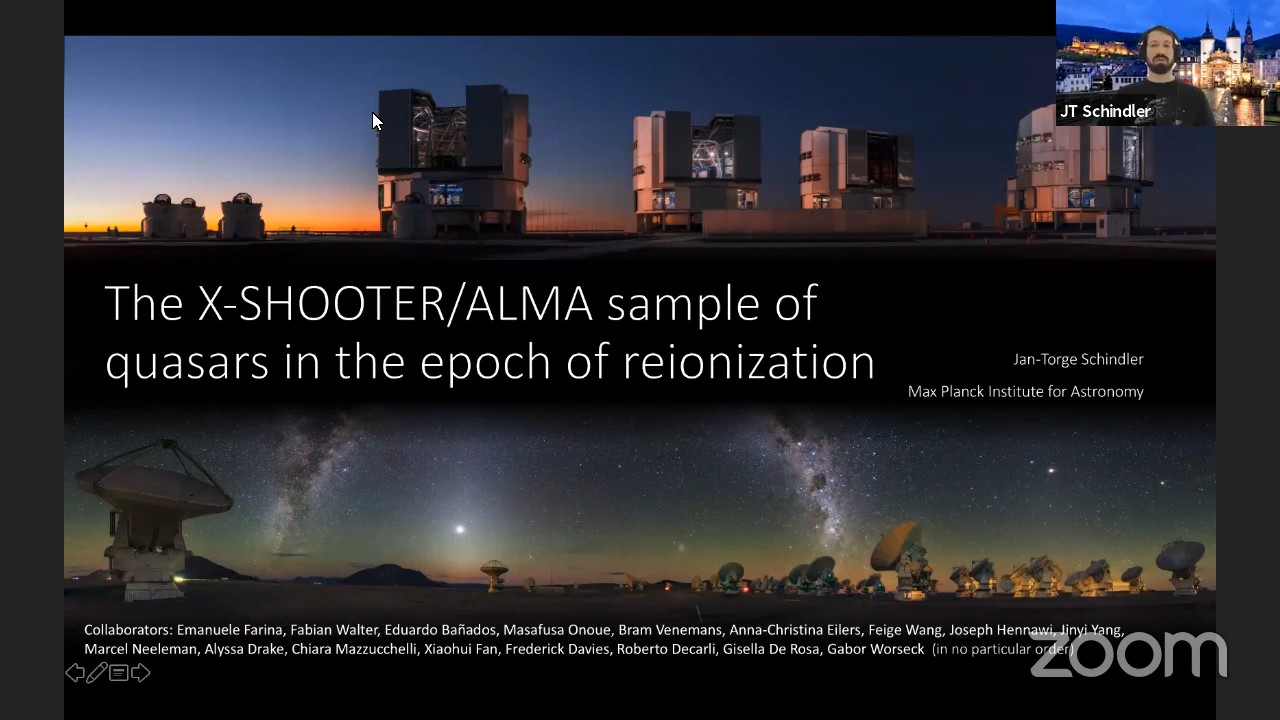 JT Schindler
The X-SHOOTER/ALMA sample of
quasars in the epoch of reionization
Jan-Torge Schindler
Max Planck Institute for Astronomy
Collaborators: Emanuele Farina, Fabian Walter, Eduardo Bañados, Masafusa Onoue, Bram Venemans, Anna-Christina Eilers, Feige Wang, Joseph Hennawi, Jinyi Yang,
Marcel Neeleman, Alyssa Drake, Chiara Mazzucchelli, Xiaohui Fan, Frederick Davies, Roberto Decarli, Gisella De Rosa, Gabor Worseck (in no particular order)
zoom